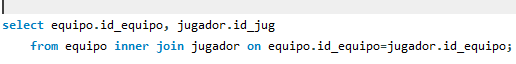 select equipo.id_equipo, jugador.id_jug
from equipo inner join jugador on equipo.id_equipo=jugador.id_equipo;